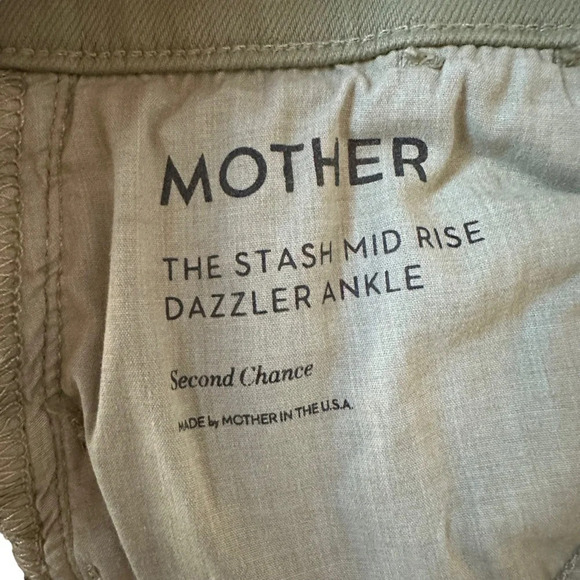 MOTHER
THE STASH MID RISE
DAZZLER ANKLE
Second Chance
MADE by MOTHER IN THE U.S.A.